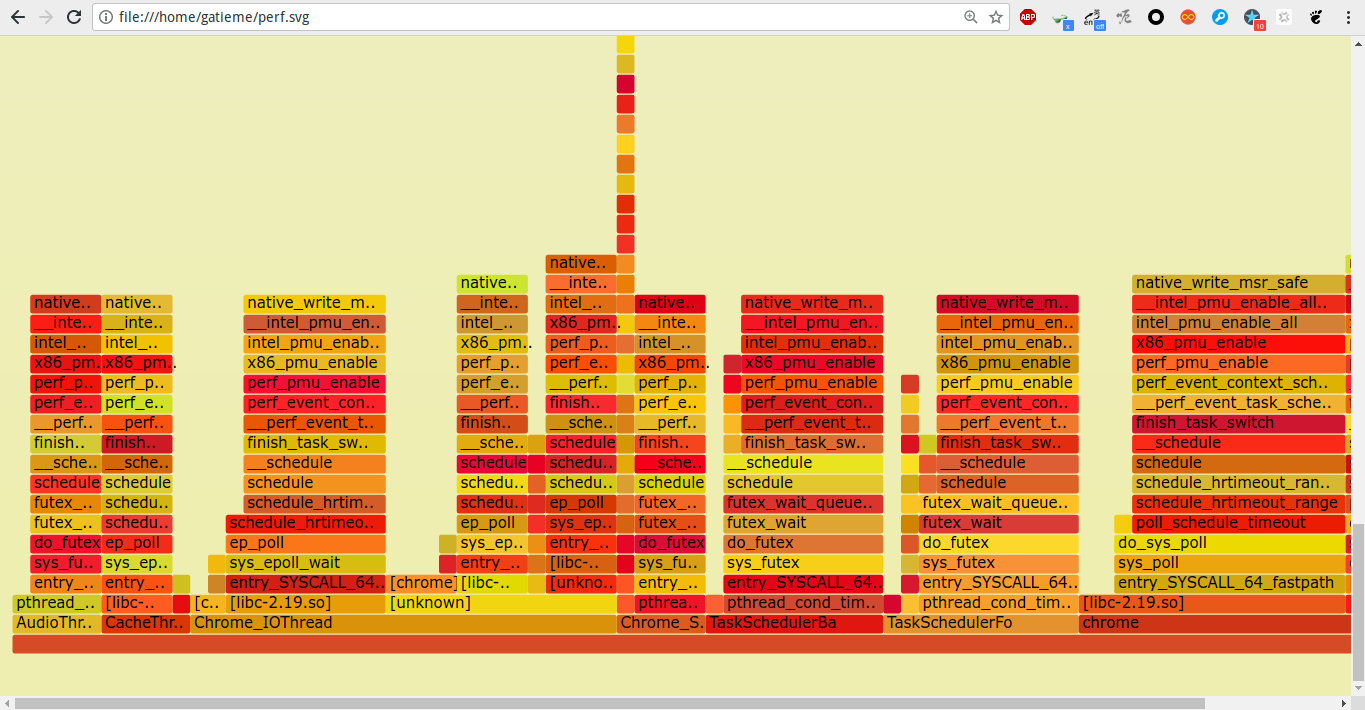 file:///home/gatieme/perf.svg ABP x en off 10
native..
native.. __inte.. native_write_msr_safe
native.. native.. native_write_m.. __inte.. intel_.. native.. native_write_m.. native_write_m.. __intel_pmu_enable_all..
__inte.. __inte.. __intel_pmu_en.. intel_.. x86_pm.. __inte.. __intel_pmu_en.. __intel_pmu_en.. intel_pmu_enable_all
intel_.. intel_.. intel_pmu_enab.. x86_pm.. perf_p.. intel_.. intel_pmu_enab.. intel_pmu_enab.. x86_pmu_enable
x86_pm.. x86_pm.. x86_pmu_enable perf_p.. perf_e.. x86_pm.. x86_pmu_enable x86_pmu_enable perf_pmu_enable
perf_p.. perf_p.. perf_pmu_enable perf_e.. __perf.. perf_p.. perf_pmu_enable perf_pmu_enable perf_event_context_sch..
perf_e.. perf_e.. perf_event_con.. __perf.. finish.. perf_e.. perf_event_con.. perf_event_con.. __perf_event_task_sche..
__perf.. __perf.. __perf_event_t.. finish.. __sche.. __perf.. __perf_event_t.. __perf_event_t.. finish_task_switch
finish.. finish.. finish_task_sw.. __sche.. schedule finish.. finish_task_sw.. finish_task_sw.. __schedule
__sche.. __sche.. __schedule schedule schedu.. __sche.. __schedule __schedule schedule
schedule schedule schedule schedu.. schedu.. schedule schedule schedule schedule_hrtimeout_ran..
futex_.. schedu.. schedule_hrtim.. schedu.. ep_poll futex_.. futex_wait_queue.. futex_wait_queue.. schedule_hrtimeout_range
futex_.. schedu.. schedule_hrtimeo.. ep_poll sys_ep.. futex_.. futex_wait futex_wait poll_schedule_timeout
do_futex ep_poll ep_poll sys_ep.. entry_.. do_futex do_futex do_futex do_sys_poll
sys_fu.. sys_ep.. sys_epoll_wait entry_.. [libc-.. sys_fu.. sys_futex sys_futex sys_poll
entry_.. entry_.. entry_SYSCALL_64.. [chrome] [libc-.. [unkno.. entry_.. entry_SYSCALL_64.. entry_SYSCALL_64.. entry_SYSCALL_64_fastpath
pthread_.. [libc-.. [c.. [libc-2.19.so] [unknown] pthrea.. pthread_cond_tim.. pthread_cond_tim.. [libc-2.19.so]
AudioThr.. CacheThr.. Chrome_IOThread Chrome_S.. TaskSchedulerBa TaskSchedulerFo chrome